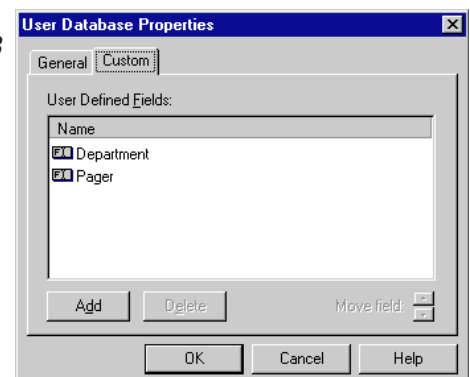 User Database Properties
General Custom
User Defined Fields:
Name
Department
Pager
Add Delete Move field:
OK Cancel Help